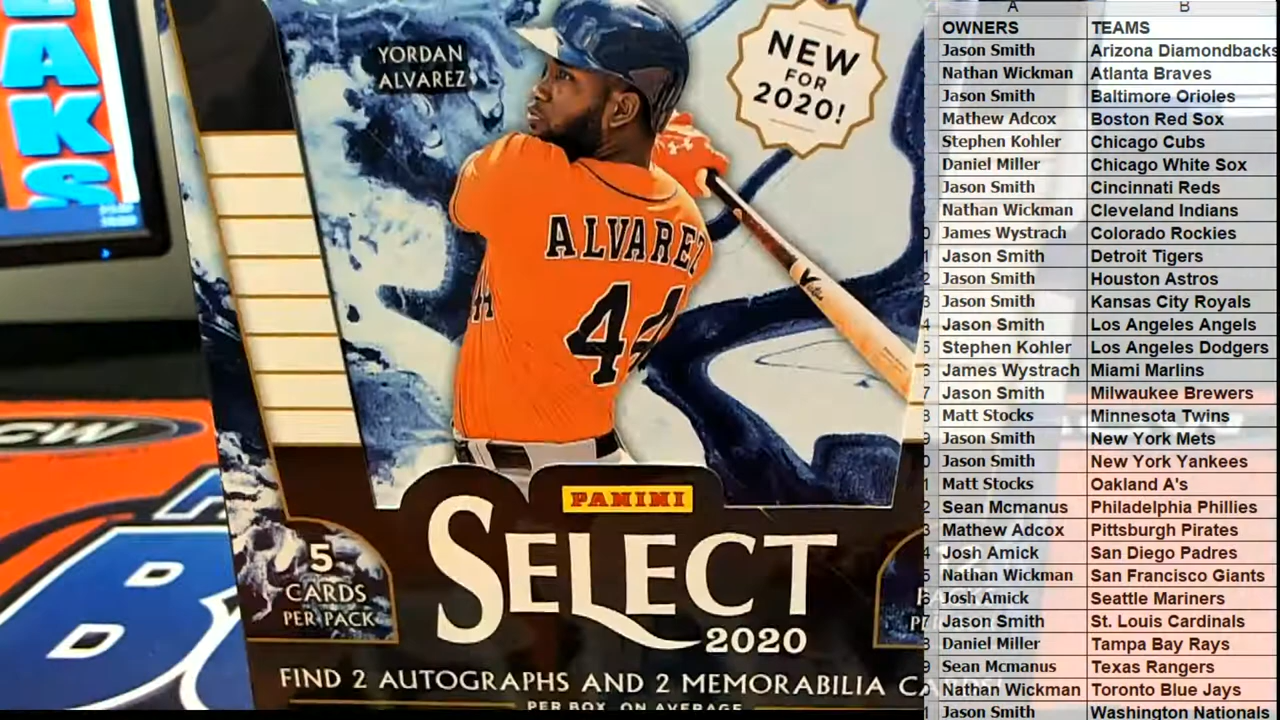 EAKS
YORDAN
ALVAREZ
NEW
FOR
2020!
ALVAREZ
44
44
CW
B
PANINI
SELECT
2020
5
CARDS
PER PACK
FIND 2 AUTOGRAPHS AND 2 MEMORABILIA
PER BOX, ON AVERAGE
A B
OWNERS TEAMS
Jason Smith Arizona Diamondbacks
Nathan Wickman Atlanta Braves
Jason Smith Baltimore Orioles
Mathew Adcox Boston Red Sox
Stephen Kohler Chicago Cubs
Daniel Miller Chicago White Sox
Jason Smith Cincinnati Reds
Nathan Wickman Cleveland Indians
James Wystrach Colorado Rockies
Jason Smith Detroit Tigers
Jason Smith Houston Astros
Jason Smith Kansas City Royals
Jason Smith Los Angeles Angels
Stephen Kohler Los Angeles Dodgers
James Wystrach Miami Marlins
Jason Smith Milwaukee Brewers
Matt Stocks Minnesota Twins
Jason Smith New York Mets
Jason Smith New York Yankees
Matt Stocks Oakland A's
Sean Mcmanus Philadelphia Phillies
Mathew Adcox Pittsburgh Pirates
Josh Amick San Diego Padres
Nathan Wickman San Francisco Giants
Josh Amick Seattle Mariners
Jason Smith St. Louis Cardinals
Daniel Miller Tampa Bay Rays
Sean Mcmanus Texas Rangers
Nathan Wickman Toronto Blue Jays
Jason Smith Washington Nationals